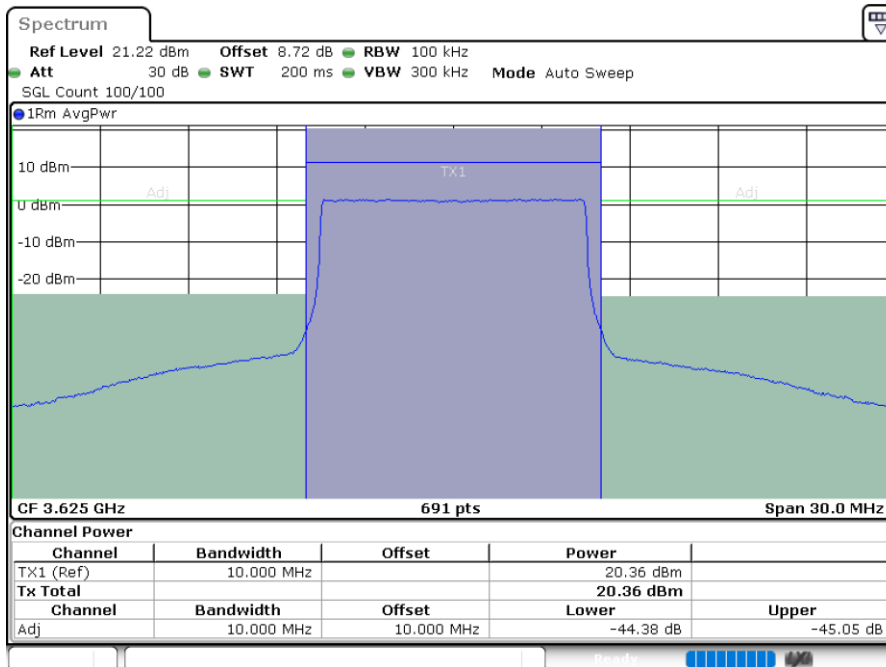 Spectrum
Ref Level 21.22 dBm Offset 8.72 dB RBW 100 kHz
Att 30 dB SWT 200 ms VBW 300 kHz Mode Auto Sweep
SGL Count 100/100
1Rm AvgPwr
10 dBm
TX1
Adj Adj
0 dBm
-10 dBm
-20 dBm
CF 3.625 GHz 691 pts Span 30.0 MHz
Channel Power
Channel Bandwidth Offset Power
TX1 (Ref) 10.000 MHz 20.36 dBm
Tx Total 20.36 dBm
Channel Bandwidth Offset Lower Upper
Adj 10.000 MHz 10.000 MHz -44.38 dB -45.05 dB
Ready